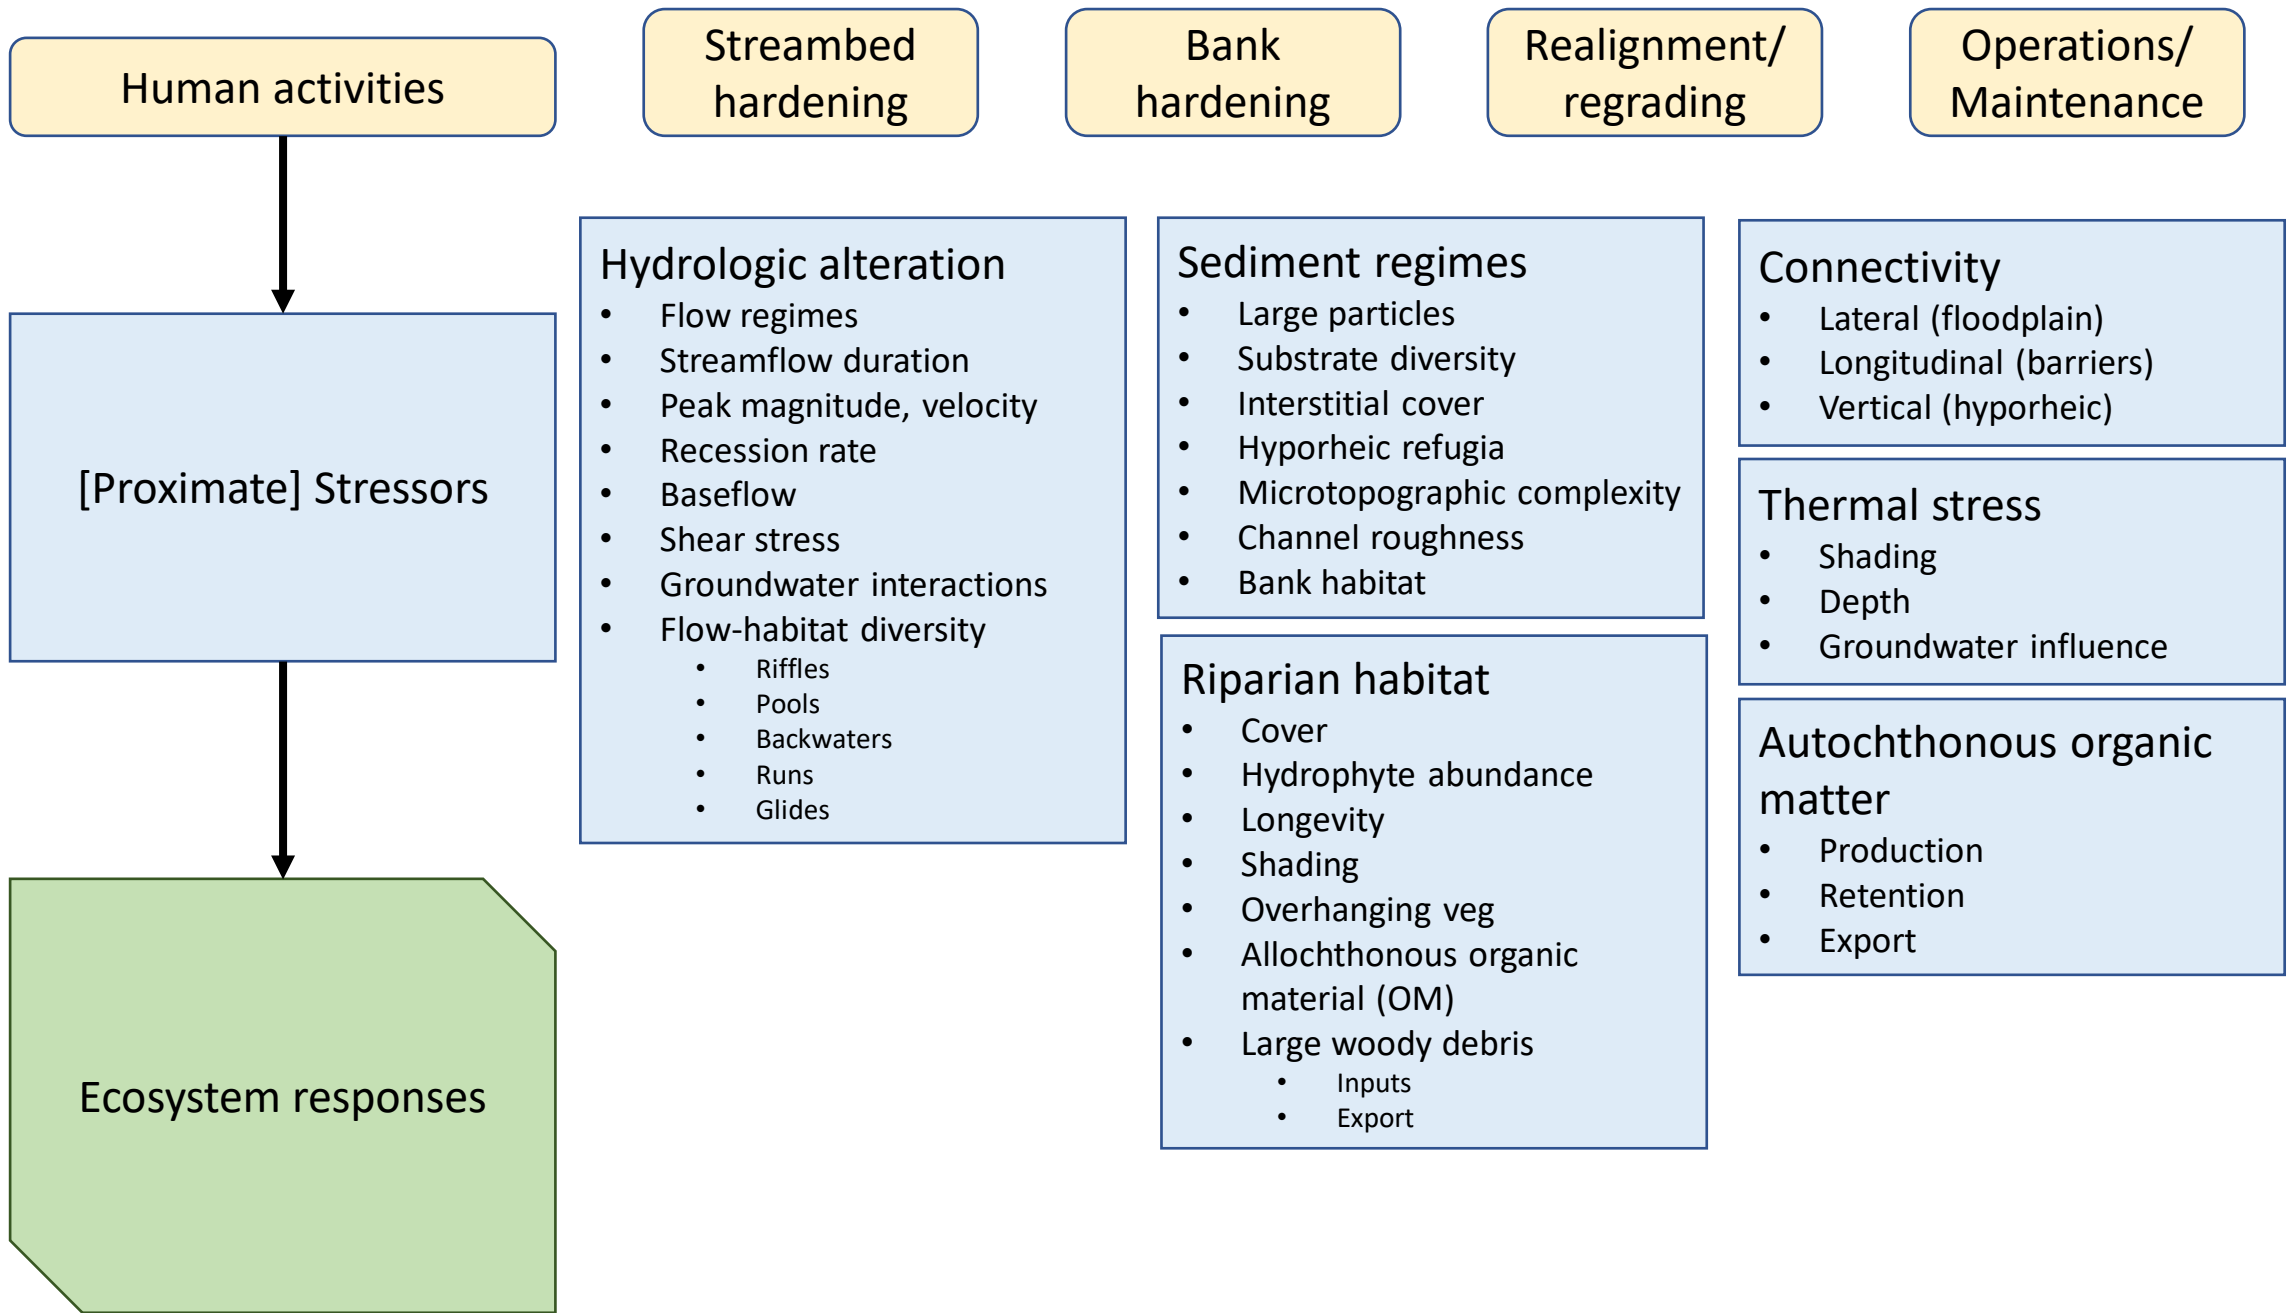 Human activities
Streambed
hardening
Bank
hardening
Realignment/
regrading
Operations/
Maintenance
[Proximate] Stressors
Hydrologic alteration
• Flow regimes
• Streamflow duration
• Peak magnitude, velocity
• Recession rate
• Baseflow
• Shear stress
• Groundwater interactions
• Flow-habitat diversity
• Riffles
• Pools
• Backwaters
• Runs
• Glides
Sediment regimes
• Large particles
• Substrate diversity
• Interstitial cover
• Hyporheic refugia
• Microtopographic complexity
• Channel roughness
• Bank habitat
Riparian habitat
• Cover
• Hydrophyte abundance
• Longevity
• Shading
• Overhanging veg
• Allochthonous organic
material (OM)
• Large woody debris
• Inputs
• Export
Connectivity
• Lateral (floodplain)
• Longitudinal (barriers)
• Vertical (hyporheic)
Thermal stress
• Shading
• Depth
• Groundwater influence
Autochthonous organic
matter
• Production
• Retention
• Export
Ecosystem responses